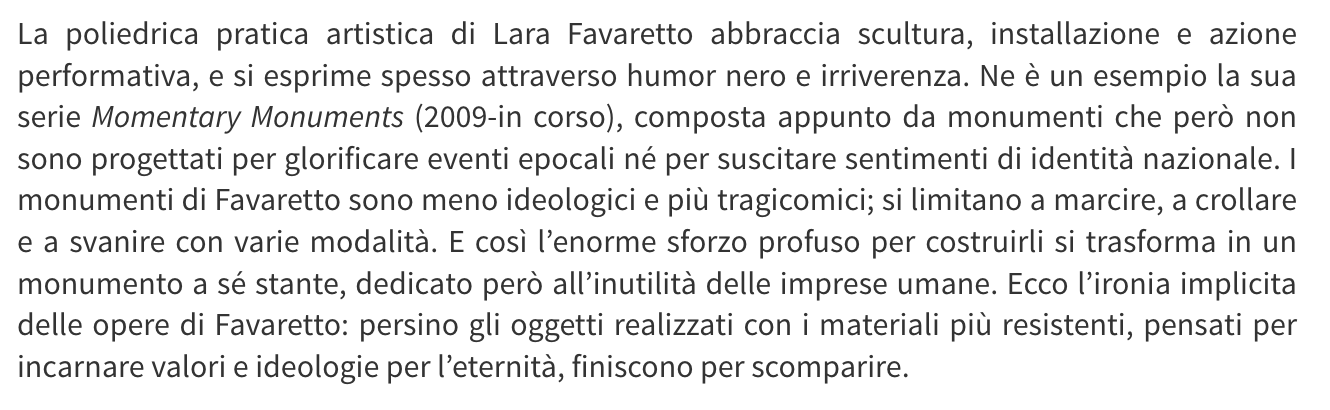 La poliedrica pratica artistica di Lara Favaretto abbraccia scultura, installazione e azione
performativa, e si esprime spesso attraverso humor nero e irriverenza. Ne è un esempio la sua
serie Momentary Monuments (2009-in corso), composta appunto da monumenti che però non
sono progettati per glorificare eventi epocali né per suscitare sentimenti di identità nazionale. I
monumenti di Favaretto sono meno ideologici e più tragicomici; si limitano a marcire, a crollare
e a svanire con varie modalità. E così l’enorme sforzo profuso per costruirli si trasforma in un
monumento a sé stante, dedicato però all’inutilità delle imprese umane. Ecco l’ironia implicita
delle opere di Favaretto: persino gli oggetti realizzati con i materiali più resistenti, pensati per
incarnare valori e ideologie per l’eternità, finiscono per scomparire.